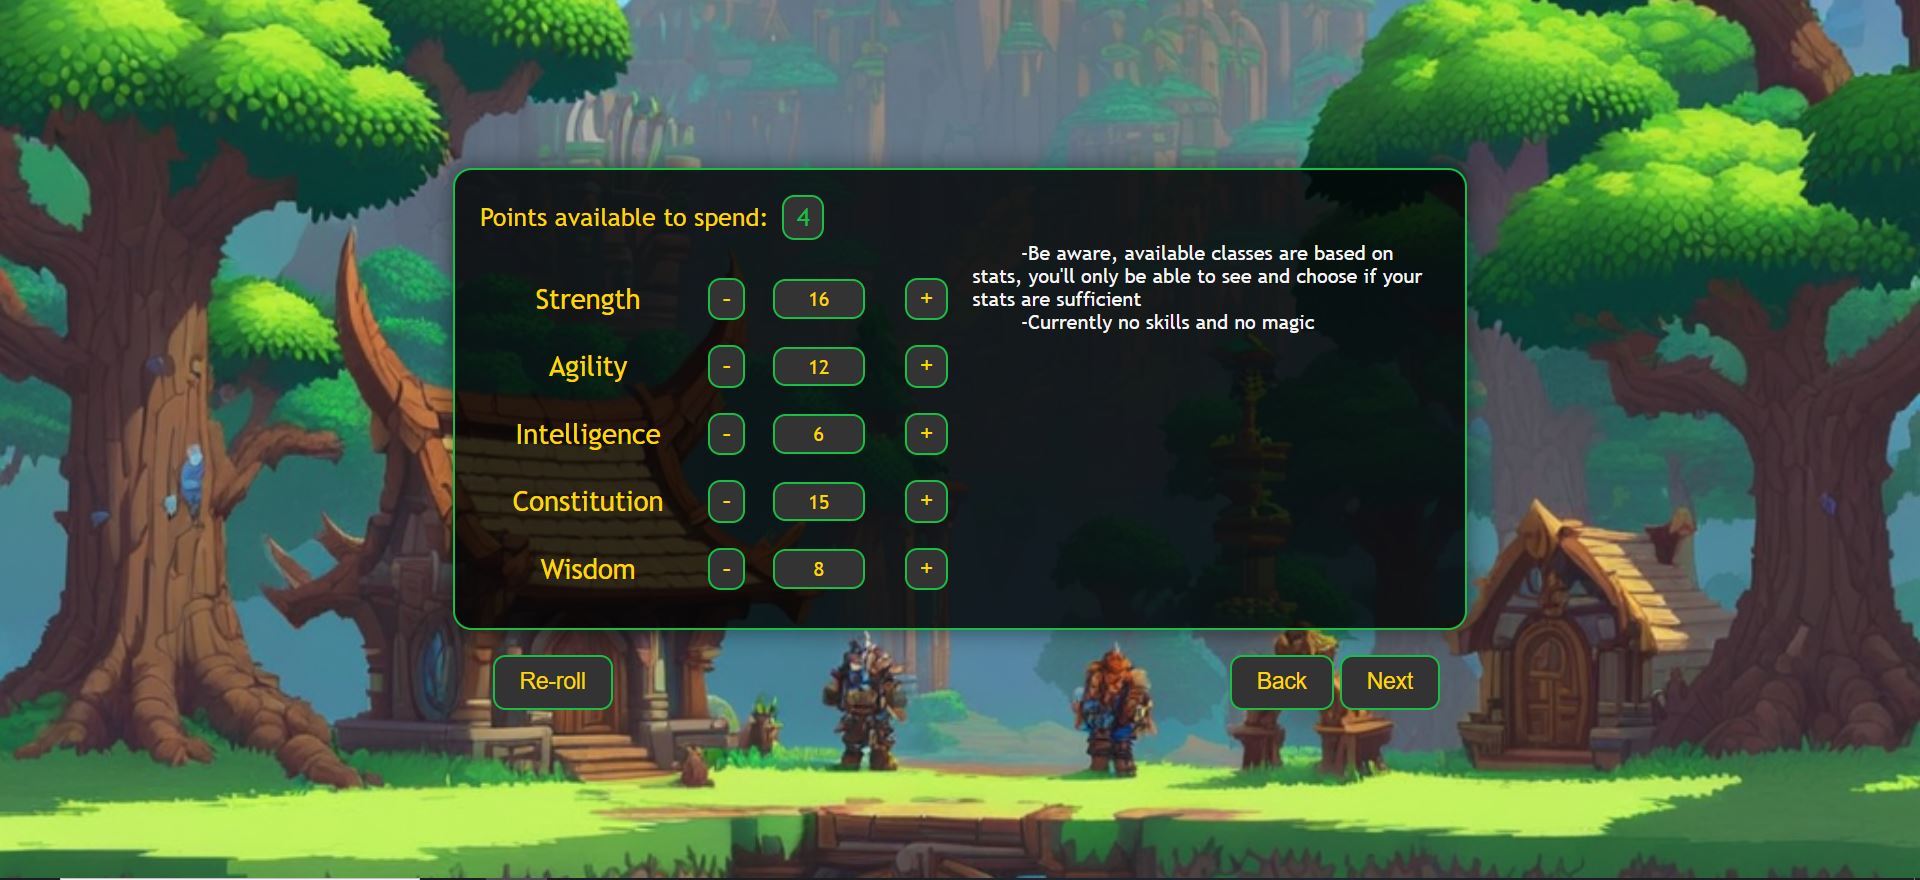 Points available to spend: 4
Strength - 16 +
Agility - 12 +
Intelligence - 6 +
Constitution - 15 +
Wisdom - 8 +
-Be aware, available classes are based on
stats, you'll only be able to see and choose if your
stats are sufficient
-Currently no skills and no magic
Re-roll
Back Next